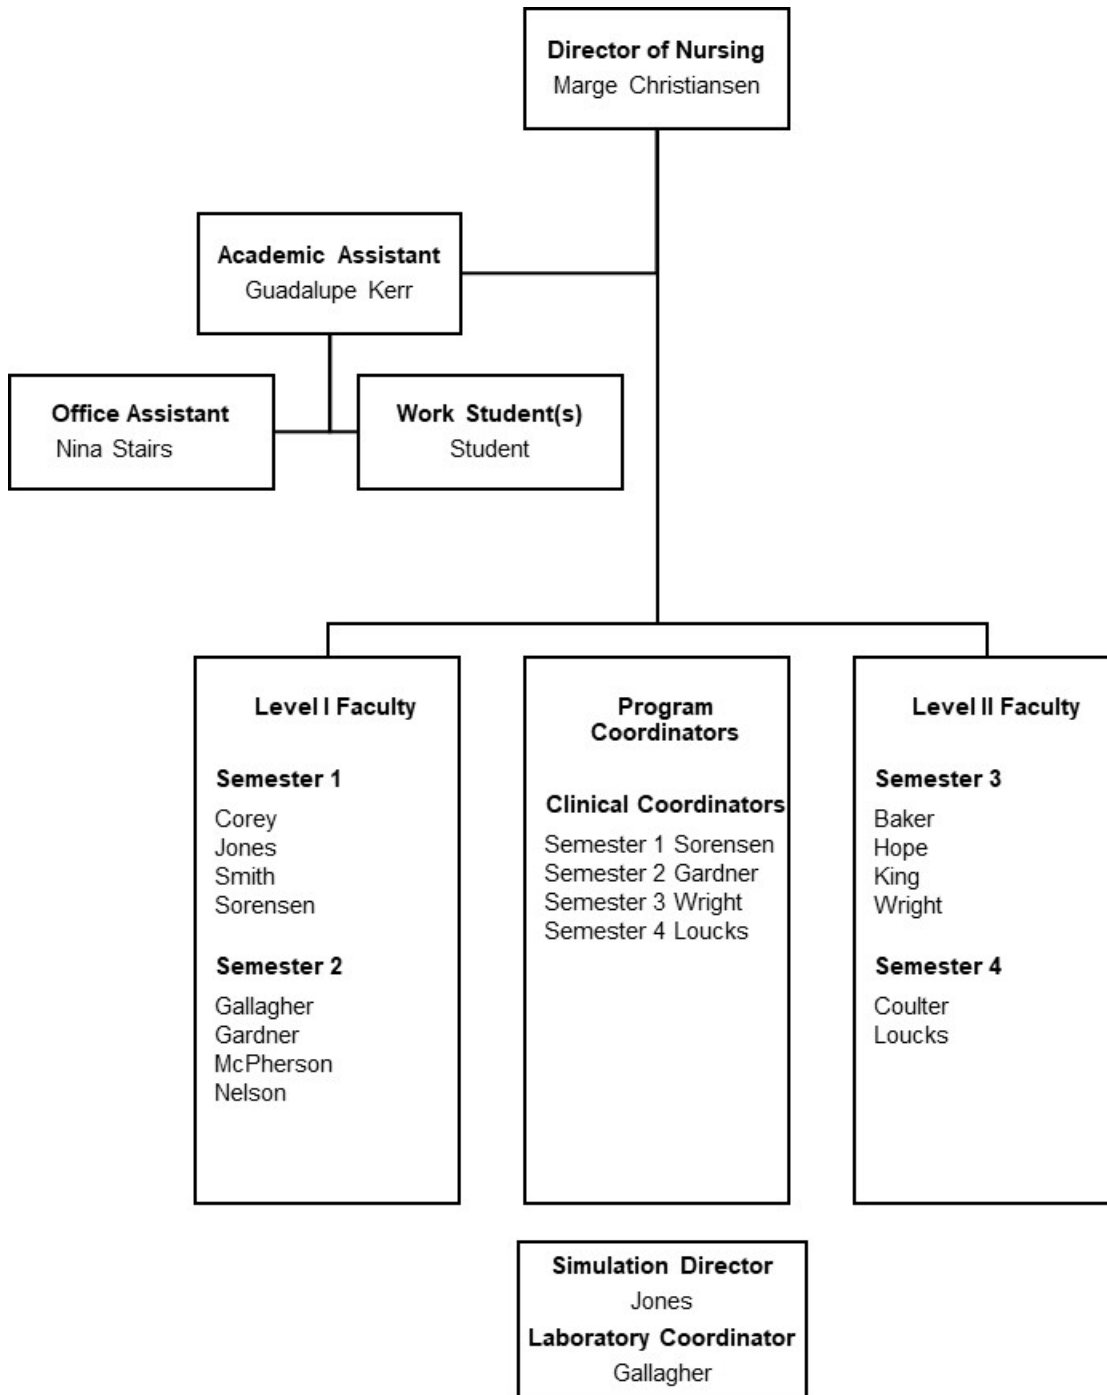 Director of Nursing
Marge Christiansen
Academic Assistant
Guadalupe Kerr
Office Assistant
Nina Stairs
Work Student(s)
Student
Level I Faculty
Semester 1
Corey
Jones
Smith
Sorensen
Semester 2
Gallagher
Gardner
McPherson
Nelson
Program
Coordinators
Clinical Coordinators
Semester 1 Sorensen
Semester 2 Gardner
Semester 3 Wright
Semester 4 Loucks
Level II Faculty
Semester 3
Baker
Hope
King
Wright
Semester 4
Coulter
Loucks
Simulation Director
Jones
Laboratory Coordinator
Gallagher